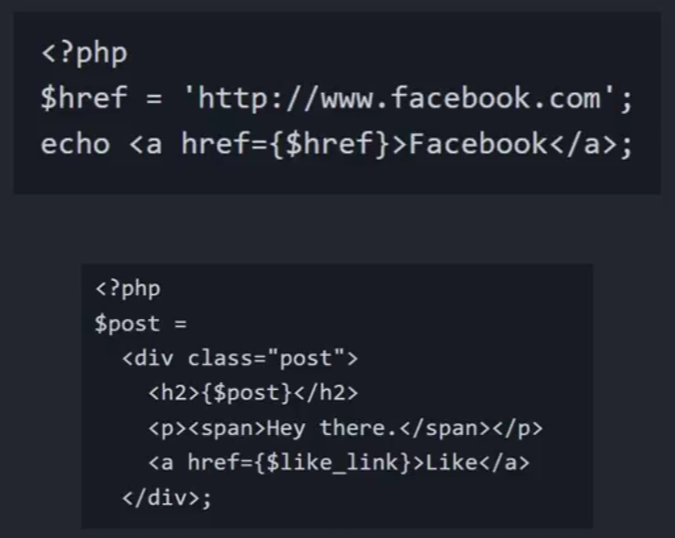 <?php
$href = 'http://www.facebook.com';
echo <a href={$href}>Facebook</a>;
<?php
$post =
  <div class="post">
    <h2>{$post}</h2>
    <p><span>Hey there.</span></p>
    <a href={$like_link}>Like</a>
  </div>;